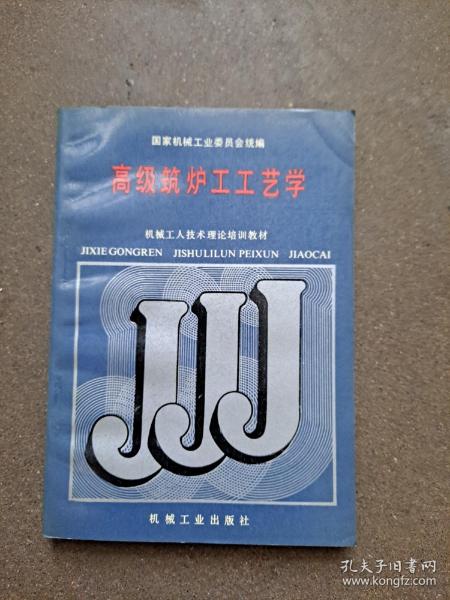 国家机械工业委员会统编
高级筑炉工工艺学
机械工人技术理论培训教材
JIXIEGONGREN JISHULILUN PEIXUN JIAOCAI
JJJ
机械工业出版社
孔夫子旧书网
www.kongfz.com